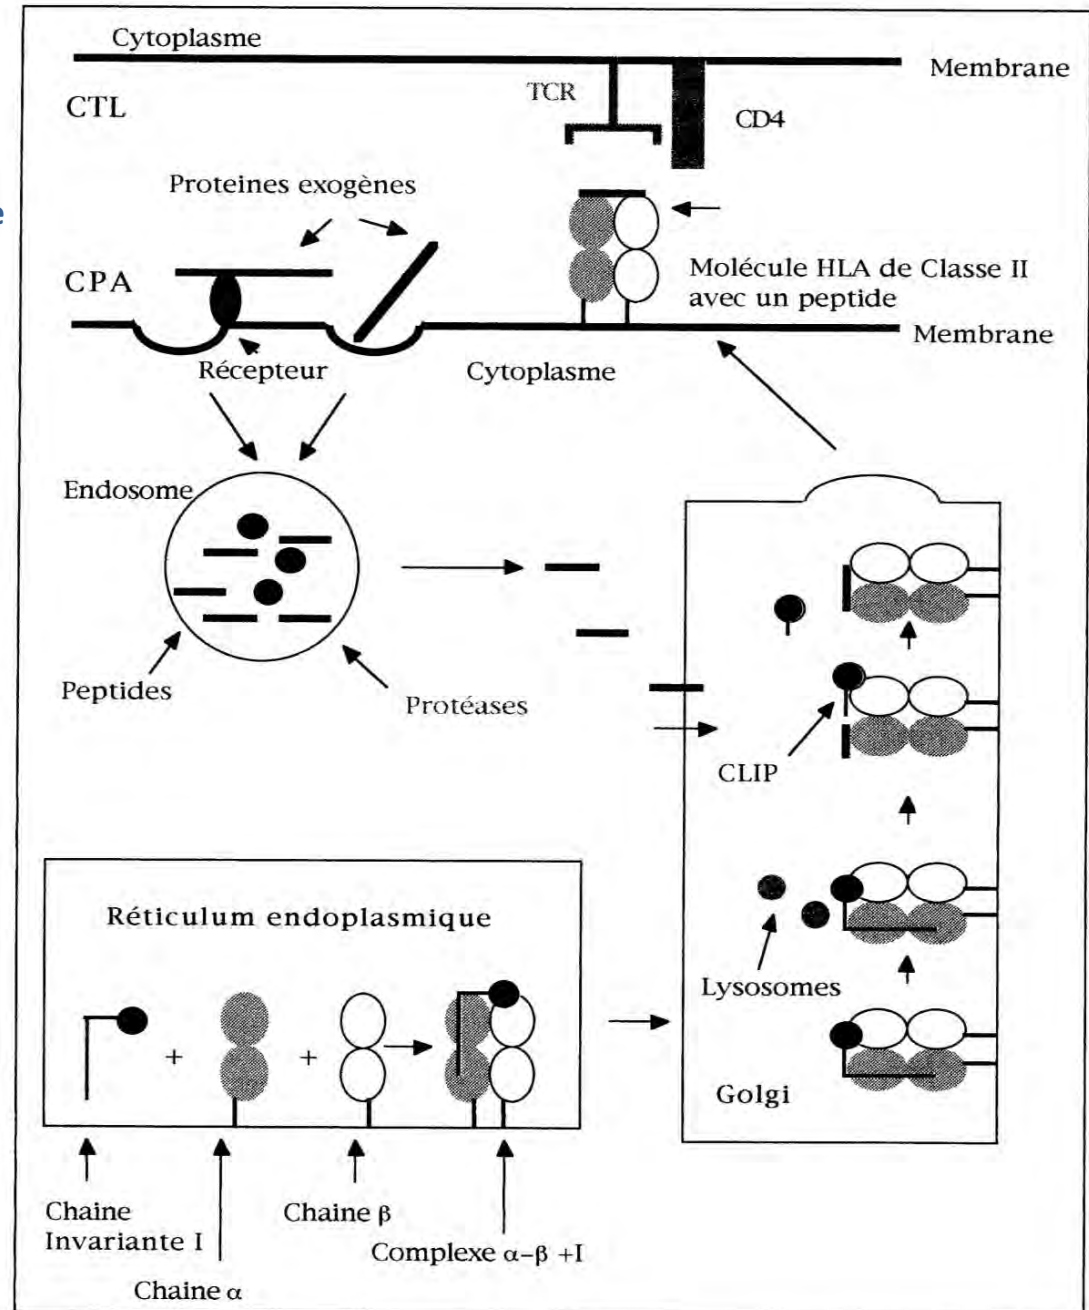 Cytoplasme
Membrane
CTL
TCR
CD4
Proteines exogènes
e
CPA
Molécule HLA de Classe II
avec un peptide
Membrane
Récepteur
Cytoplasme
Endosome
Peptides
Protéases
CLIP
Réticulum endoplasmique
Lysosomes
+
+
Golgi
Chaine
Invariante I
Chaine β
Complexe α-β +I
Chaine α